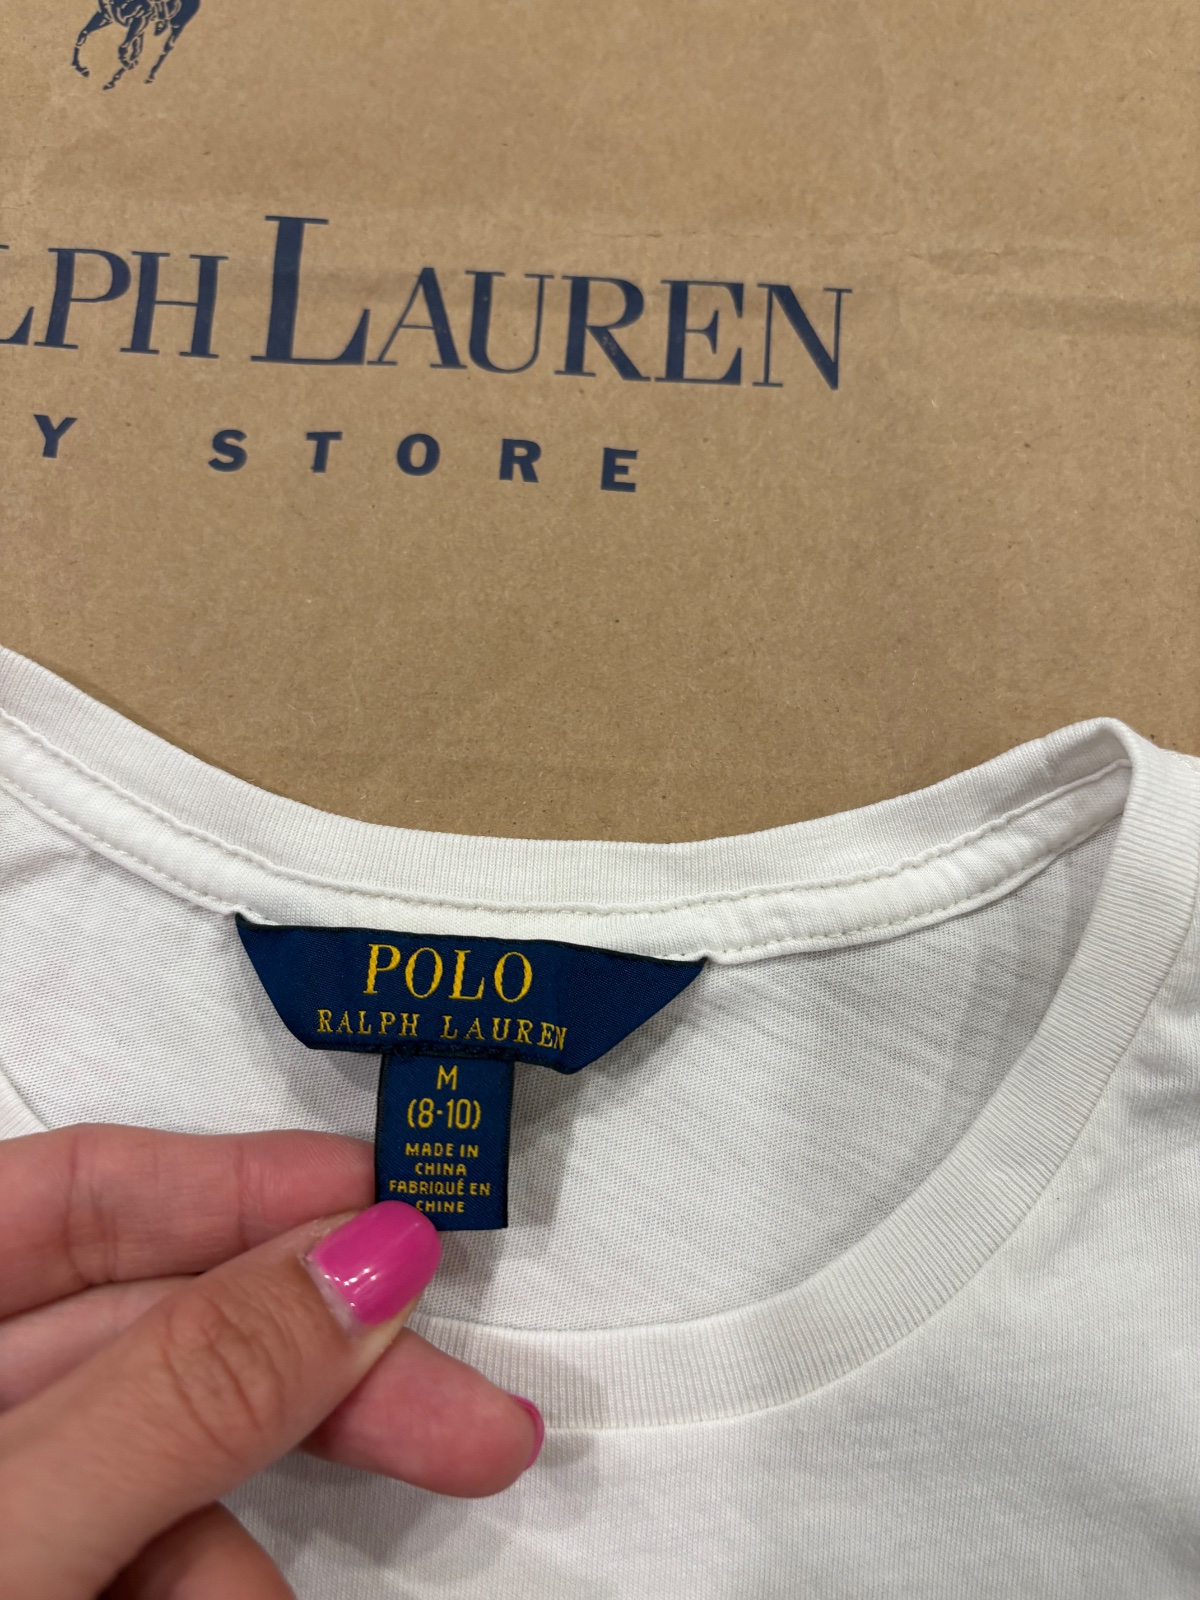 LPH LAUREN
Y STORE
POLO
RALPH LAUREN
M
(8-10)
MADE IN
CHINA
FABRIQUÉ EN
CHINE